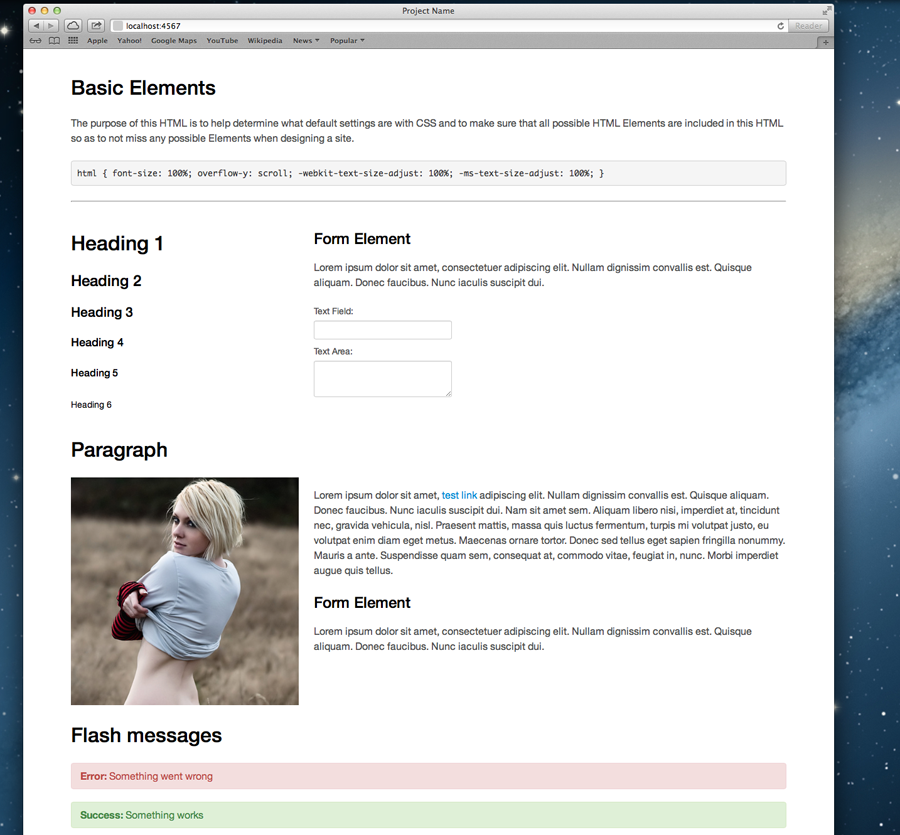 Project Name
localhost:4567
Reader
Apple Yahoo! Google Maps YouTube Wikipedia News Popular
Basic Elements
The purpose of this HTML is to help determine what default settings are with CSS and to make sure that all possible HTML Elements are included in this HTML
so as to not miss any possible Elements when designing a site.
html { font-size: 100%; overflow-y: scroll; -webkit-text-size-adjust: 100%; -ms-text-size-adjust: 100%; }
Heading 1
Heading 2
Heading 3
Heading 4
Heading 5
Heading 6
Form Element
Lorem ipsum dolor sit amet, consectetuer adipiscing elit. Nullam dignissim convallis est. Quisque
aliquam. Donec faucibus. Nunc iaculis suscipit dui.
Text Field:
Text Area:
Paragraph
Lorem ipsum dolor sit amet, test link adipiscing elit. Nullam dignissim convallis est. Quisque aliquam.
Donec faucibus. Nunc iaculis suscipit dui. Nam sit amet sem. Aliquam libero nisi, imperdiet at, tincidunt
nec, gravida vehicula, nisl. Praesent mattis, massa quis luctus fermentum, turpis mi volutpat justo, eu
volutpat enim diam eget metus. Maecenas ornare tortor. Donec sed tellus eget sapien fringilla nonummy.
Mauris a ante. Suspendisse quam sem, consequat at, commodo vitae, feugiat in, nunc. Morbi imperdiet
augue quis tellus.
Form Element
Lorem ipsum dolor sit amet, consectetuer adipiscing elit. Nullam dignissim convallis est. Quisque
aliquam. Donec faucibus. Nunc iaculis suscipit dui.
Flash messages
Error: Something went wrong
Success: Something works